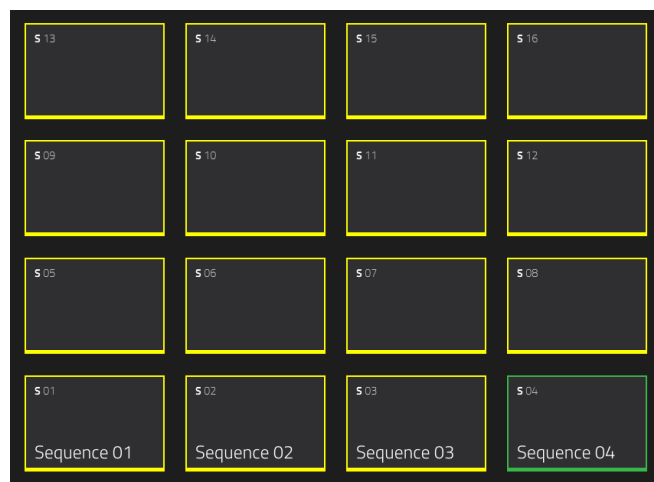 S 13
S 14
S 15
S 16
S 09
S 10
S 11
S 12
S 05
S 06
S 07
S 08
S 01
S 02
S 03
S 04
Sequence 01
Sequence 02
Sequence 03
Sequence 04